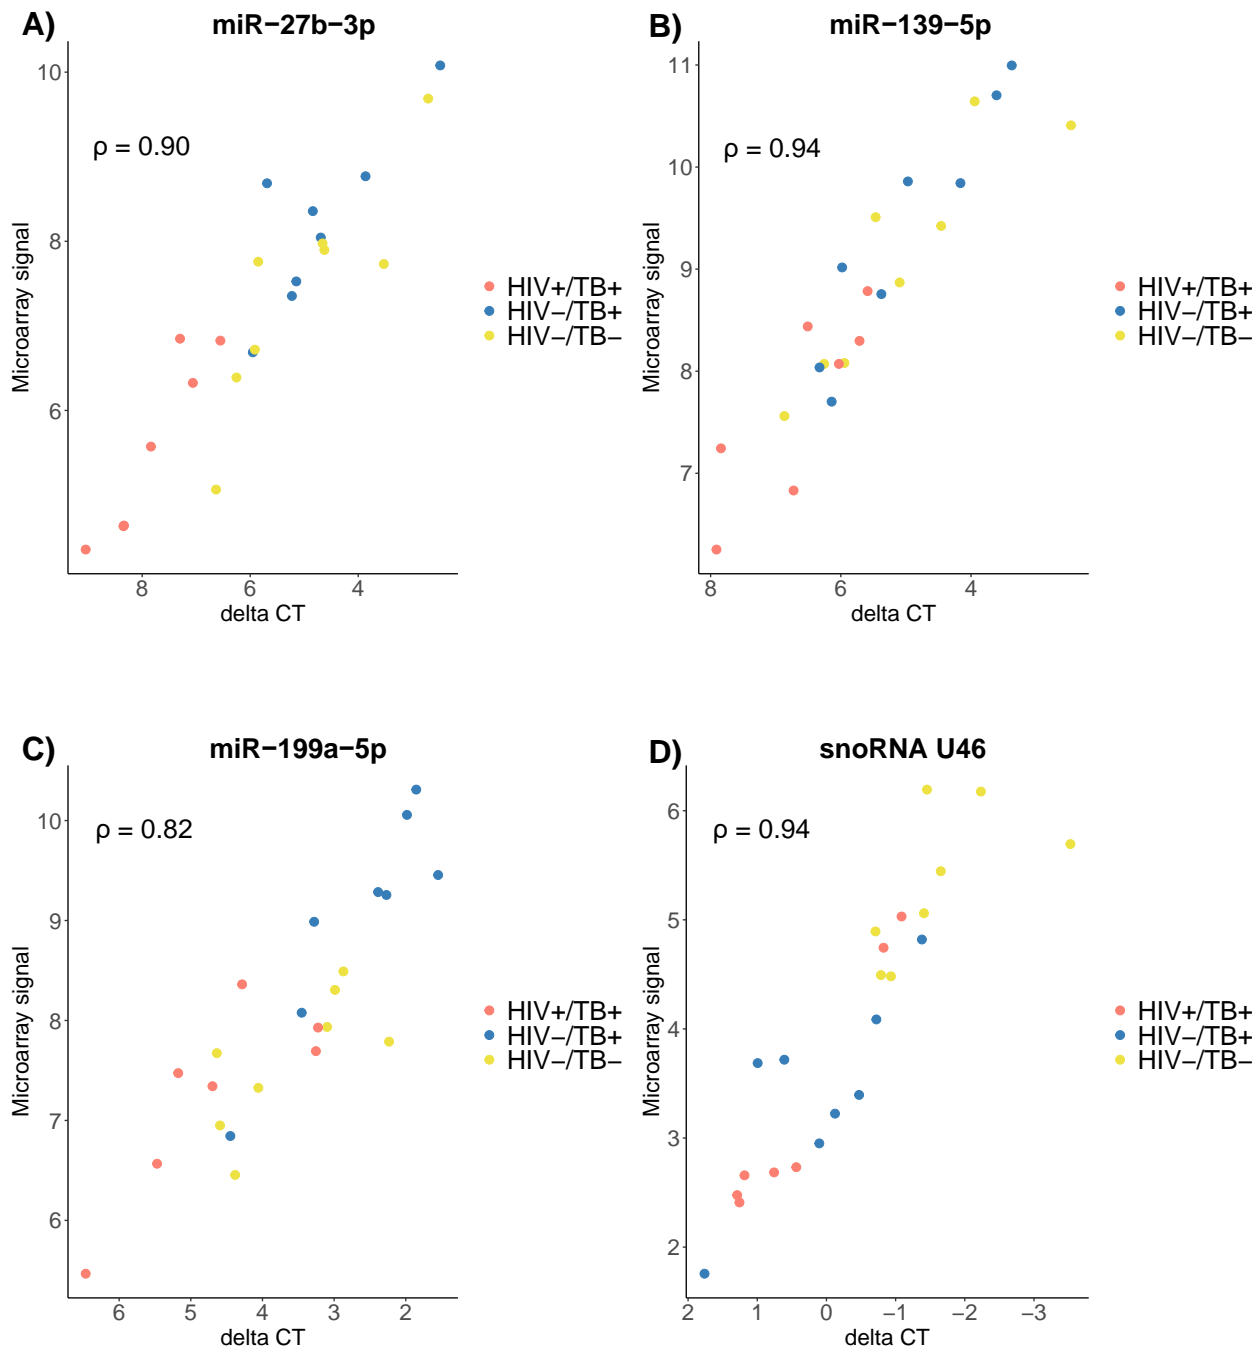 A)
miR−27b−3p
10
8
6
ρ = 0.90
Microarray signal
8 6 4
delta CT
HIV+/TB+
HIV−/TB+
HIV−/TB−
B)
miR−139−5p
11
10
9
8
7
ρ = 0.94
Microarray signal
8 6 4
delta CT
HIV+/TB+
HIV−/TB+
HIV−/TB−
C)
miR−199a−5p
10
9
8
7
6
ρ = 0.82
Microarray signal
6 5 4 3 2
delta CT
HIV+/TB+
HIV−/TB+
HIV−/TB−
D)
snoRNA U46
6
5
4
3
2
ρ = 0.94
Microarray signal
2 1 0 −1 −2 −3
delta CT
HIV+/TB+
HIV−/TB+
HIV−/TB−